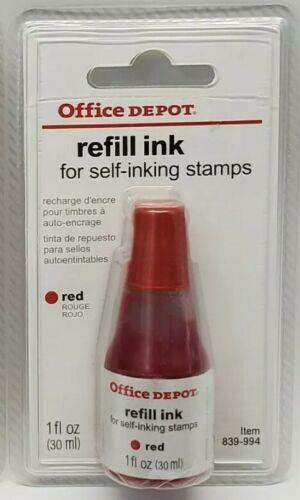 Office DEPOT.
refill ink
for self-inking stamps
recharge d'encre
pour timbres à
auto-encrage
tinta de repuesto
para sellos
autoentintables
red
ROUGE
ROJO
1 fl oz
(30 ml)
Office DEPOT.
refill ink
for self-inking stamps
red
1 fl oz (30 ml)
Item
839-994